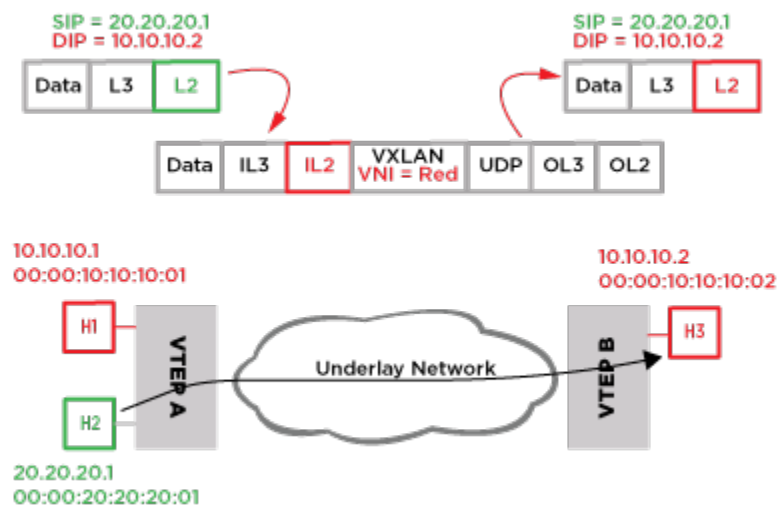 SIP = 20.20.20.1
DIP = 10.10.10.2
Data L3 L2
SIP = 20.20.20.1
DIP = 10.10.10.2
Data L3 L2
Data IL3 IL2 VXLAN VNI = Red UDP OL3 OL2
10.10.10.1
00:00:10:10:10:01
10.10.10.2
00:00:10:10:10:02
H1
VTEP A
Underlay Network
VTEP B
H3
H2
20.20.20.1
00:00:20:20:20:01